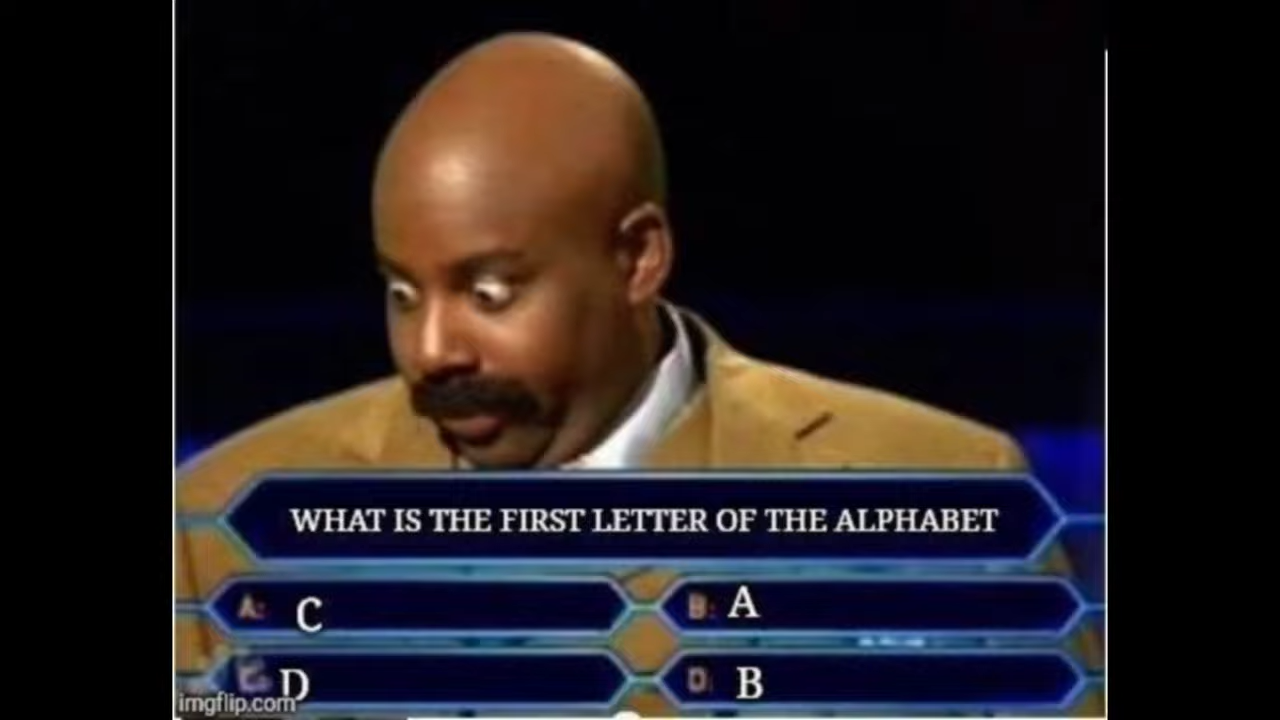 WHAT IS THE FIRST LETTER OF THE ALPHABET
A: C
B: A
D
D: B
imgflip.com